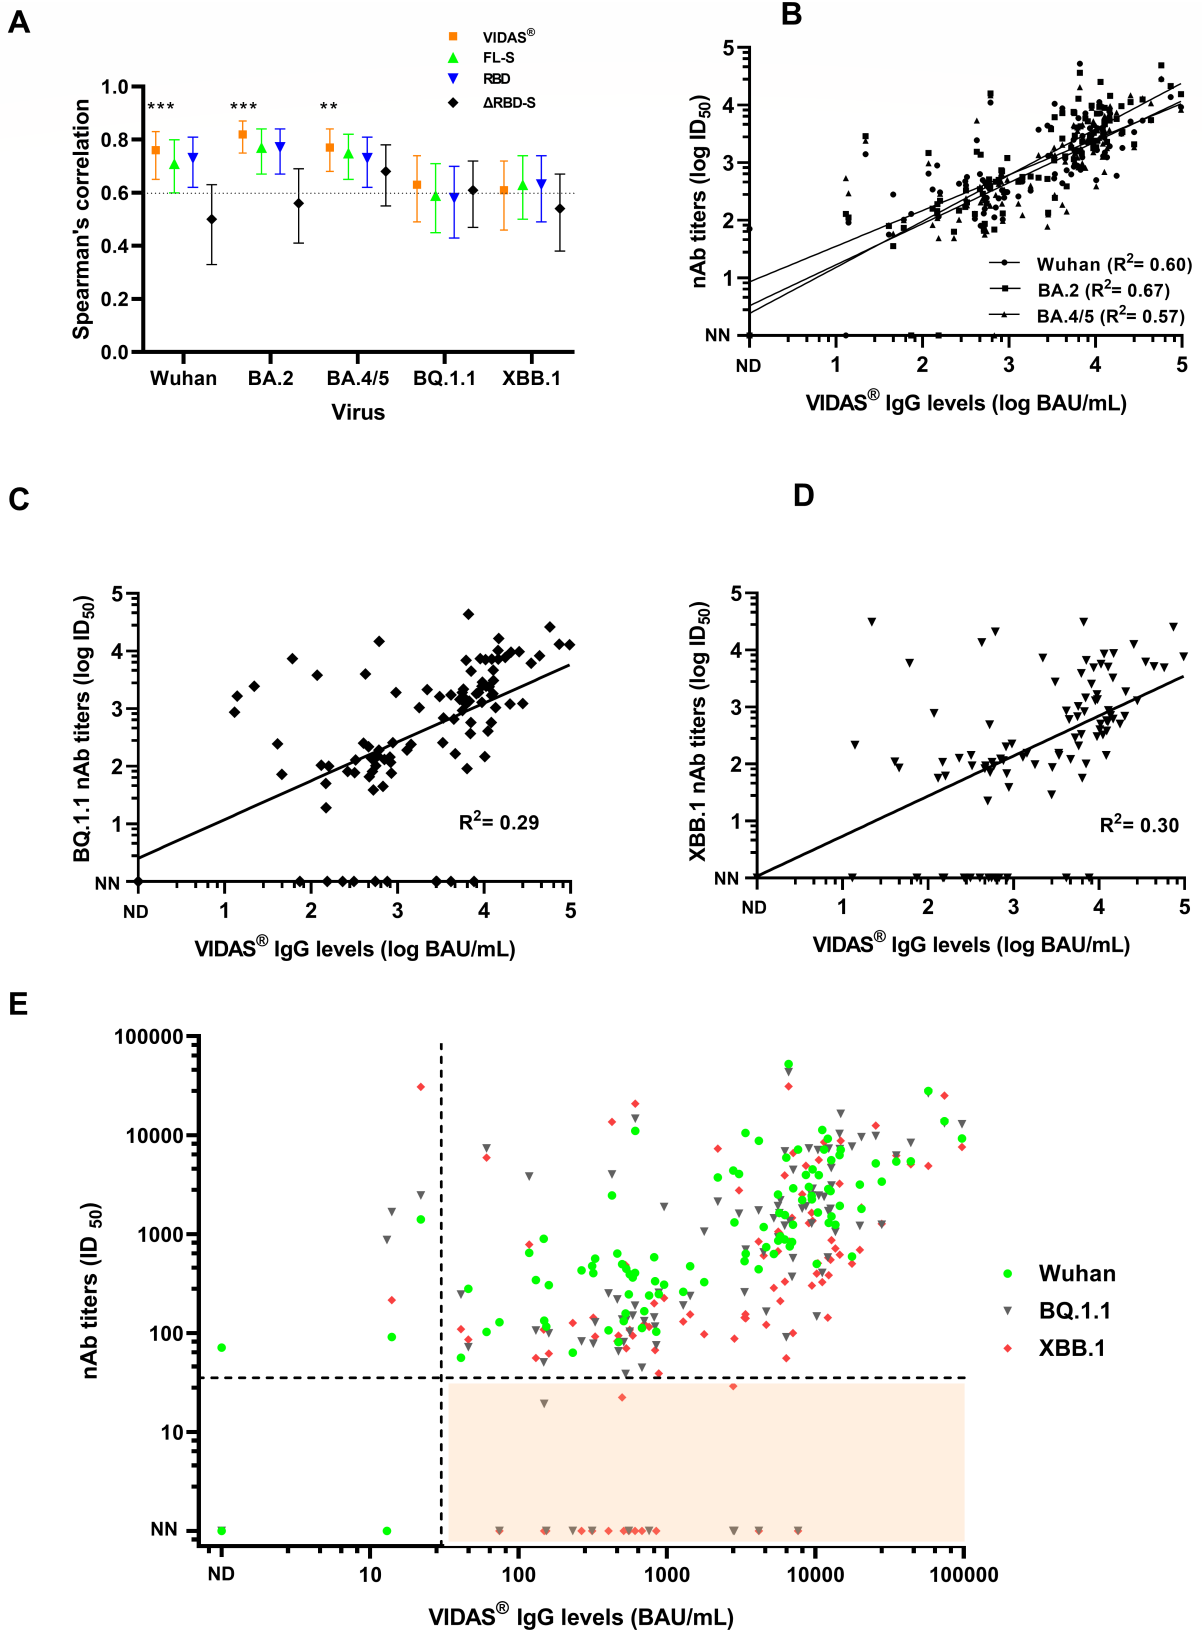 A
VIDAS®
FL-S
RBD
ΔRBD-S
*** *** **
Spearman's correlation
1.0
0.8
0.6
0.4
0.2
0.0
Wuhan BA.2 BA.4/5 BQ.1.1 XBB.1
Virus
B
nAb titers (log ID50)
5
4
3
2
1
NN
Wuhan (R2= 0.60)
BA.2 (R2= 0.67)
BA.4/5 (R2= 0.57)
ND 1 2 3 4 5
VIDAS® IgG levels (log BAU/mL)
C
BQ.1.1 nAb titers (log ID50)
5
4
3
2
1
NN
R2= 0.29
ND 1 2 3 4 5
VIDAS® IgG levels (log BAU/mL)
D
XBB.1 nAb titers (log ID50)
5
4
3
2
1
NN
R2= 0.30
ND 1 2 3 4 5
VIDAS® IgG levels (log BAU/mL)
E
nAb titers (ID 50)
100000
10000
1000
100
10
NN
Wuhan
BQ.1.1
XBB.1
ND 10 100 1000 10000 100000
VIDAS® IgG levels (BAU/mL)